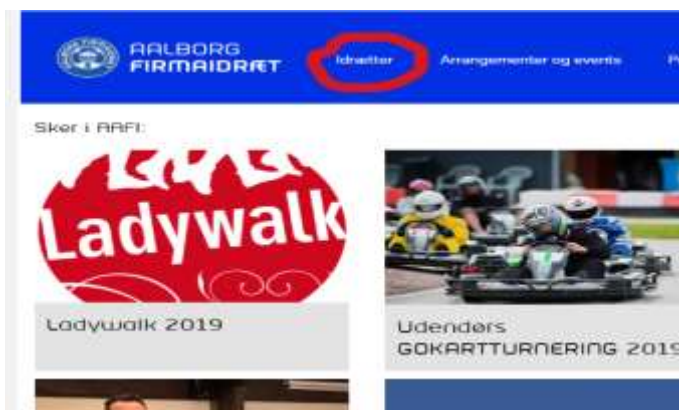 AALBORG
FIRMAIDRÆT
Idrætter
Arrangementer og events
Sker i AAFI:
Ladywalk
Ladywalk 2019
Udendørs
GOKARTTURNERING 2019